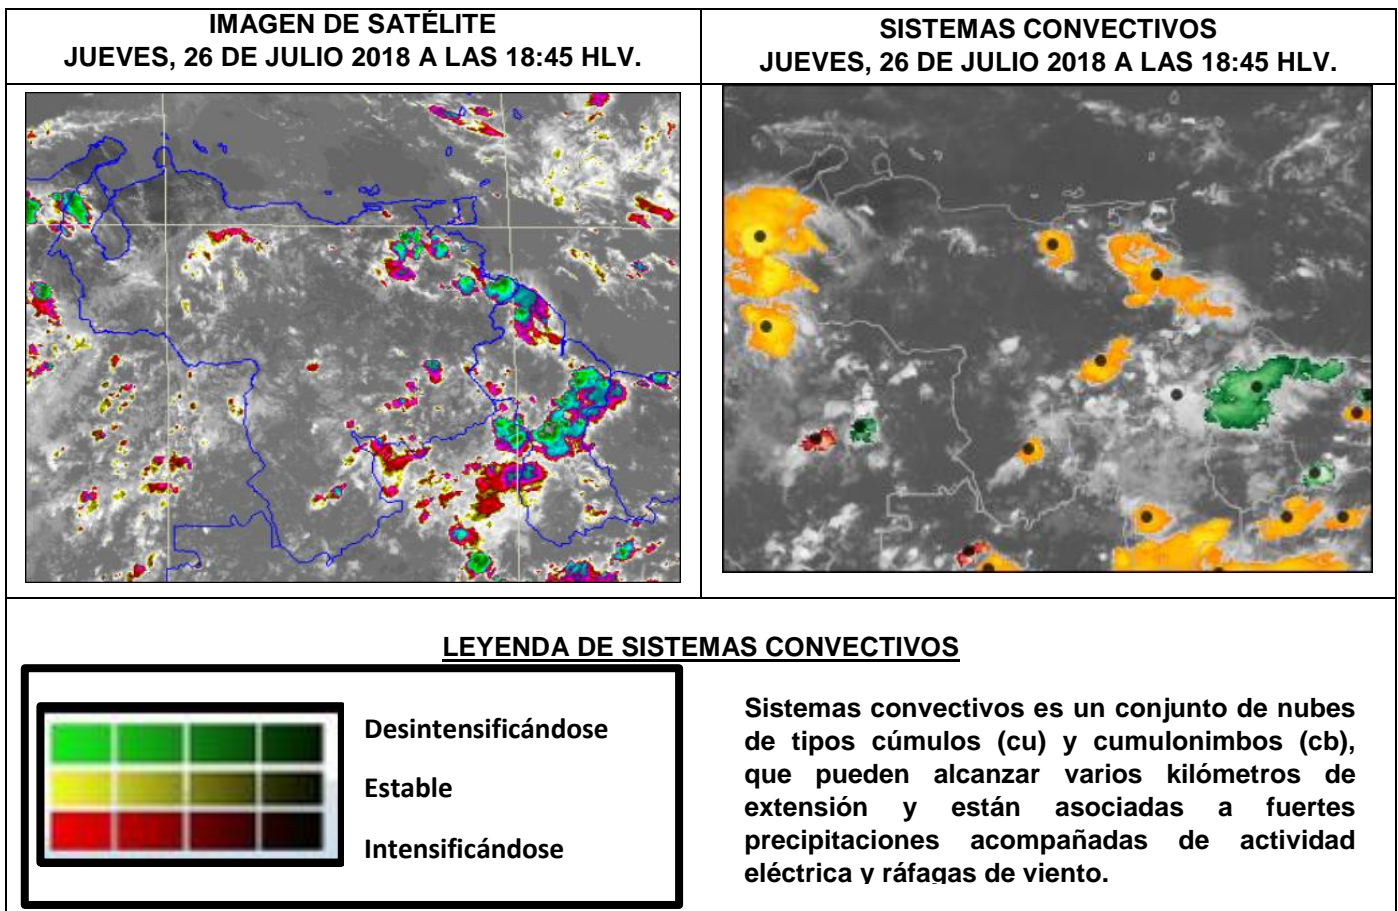 IMAGEN DE SATÉLITE
JUEVES, 26 DE JULIO 2018 A LAS 18:45 HLV.
SISTEMAS CONVECTIVOS
JUEVES, 26 DE JULIO 2018 A LAS 18:45 HLV.
LEYENDA DE SISTEMAS CONVECTIVOS
Desintensificándose
Estable
Intensificándose
Sistemas convectivos es un conjunto de nubes
de tipos cúmulos (cu) y cumulonimbos (cb),
que pueden alcanzar varios kilómetros de
extensión y están asociadas a fuertes
precipitaciones acompañadas de actividad
eléctrica y ráfagas de viento.